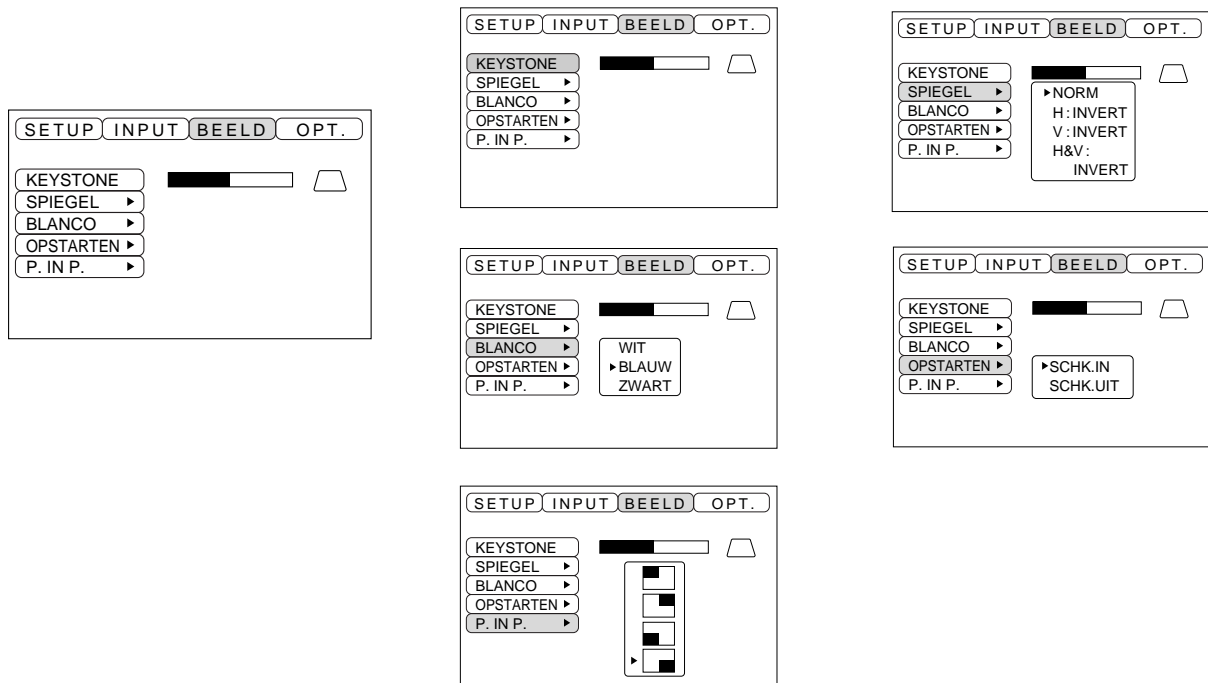 SETUP INPUT BEELD OPT.
KEYSTONE
SPIEGEL
BLANCO
OPSTARTEN
P. IN P.
SETUP INPUT BEELD OPT.
KEYSTONE
SPIEGEL
BLANCO
OPSTARTEN
P. IN P.
SETUP INPUT BEELD OPT.
KEYSTONE
SPIEGEL
BLANCO
OPSTARTEN
P. IN P.
NORM
H:INVERT
V:INVERT
H&V:
INVERT
SETUP INPUT BEELD OPT.
KEYSTONE
SPIEGEL
BLANCO
OPSTARTEN
P. IN P.
WIT
BLAUW
ZWART
SETUP INPUT BEELD OPT.
KEYSTONE
SPIEGEL
BLANCO
OPSTARTEN
P. IN P.
SCHK.IN
SCHK.UIT
SETUP INPUT BEELD OPT.
KEYSTONE
SPIEGEL
BLANCO
OPSTARTEN
P. IN P.